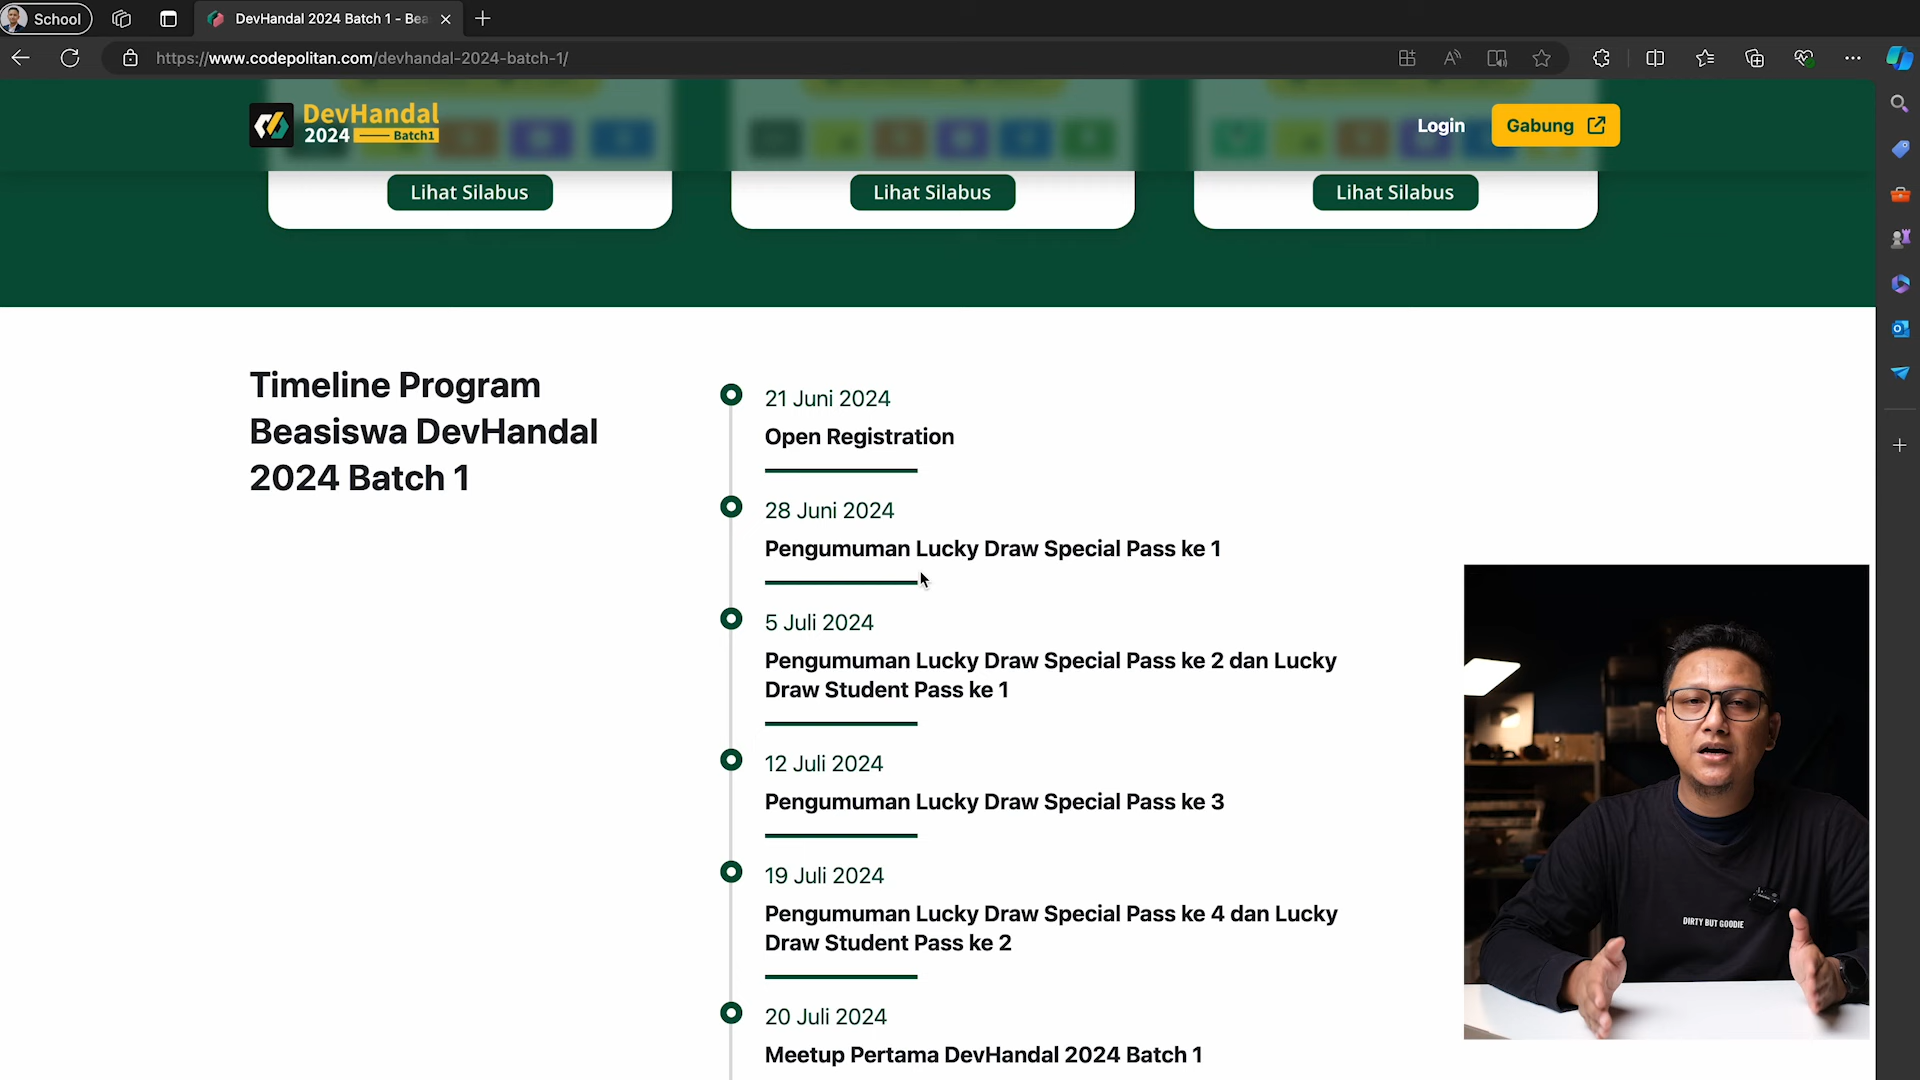 School
DevHandal 2024 Batch 1 - Bea
https://www.codepolitan.com/devhandal-2024-batch-1/
DevHandal
2024 Batch1
Login
Gabung
Lihat Silabus
Lihat Silabus
Lihat Silabus
Timeline Program
Beasiswa DevHandal
2024 Batch 1
21 Juni 2024
Open Registration
28 Juni 2024
Pengumuman Lucky Draw Special Pass ke 1
5 Juli 2024
Pengumuman Lucky Draw Special Pass ke 2 dan Lucky
Draw Student Pass ke 1
12 Juli 2024
Pengumuman Lucky Draw Special Pass ke 3
19 Juli 2024
Pengumuman Lucky Draw Special Pass ke 4 dan Lucky
Draw Student Pass ke 2
20 Juli 2024
Meetup Pertama DevHandal 2024 Batch 1
DIRTY BUT GOODIE